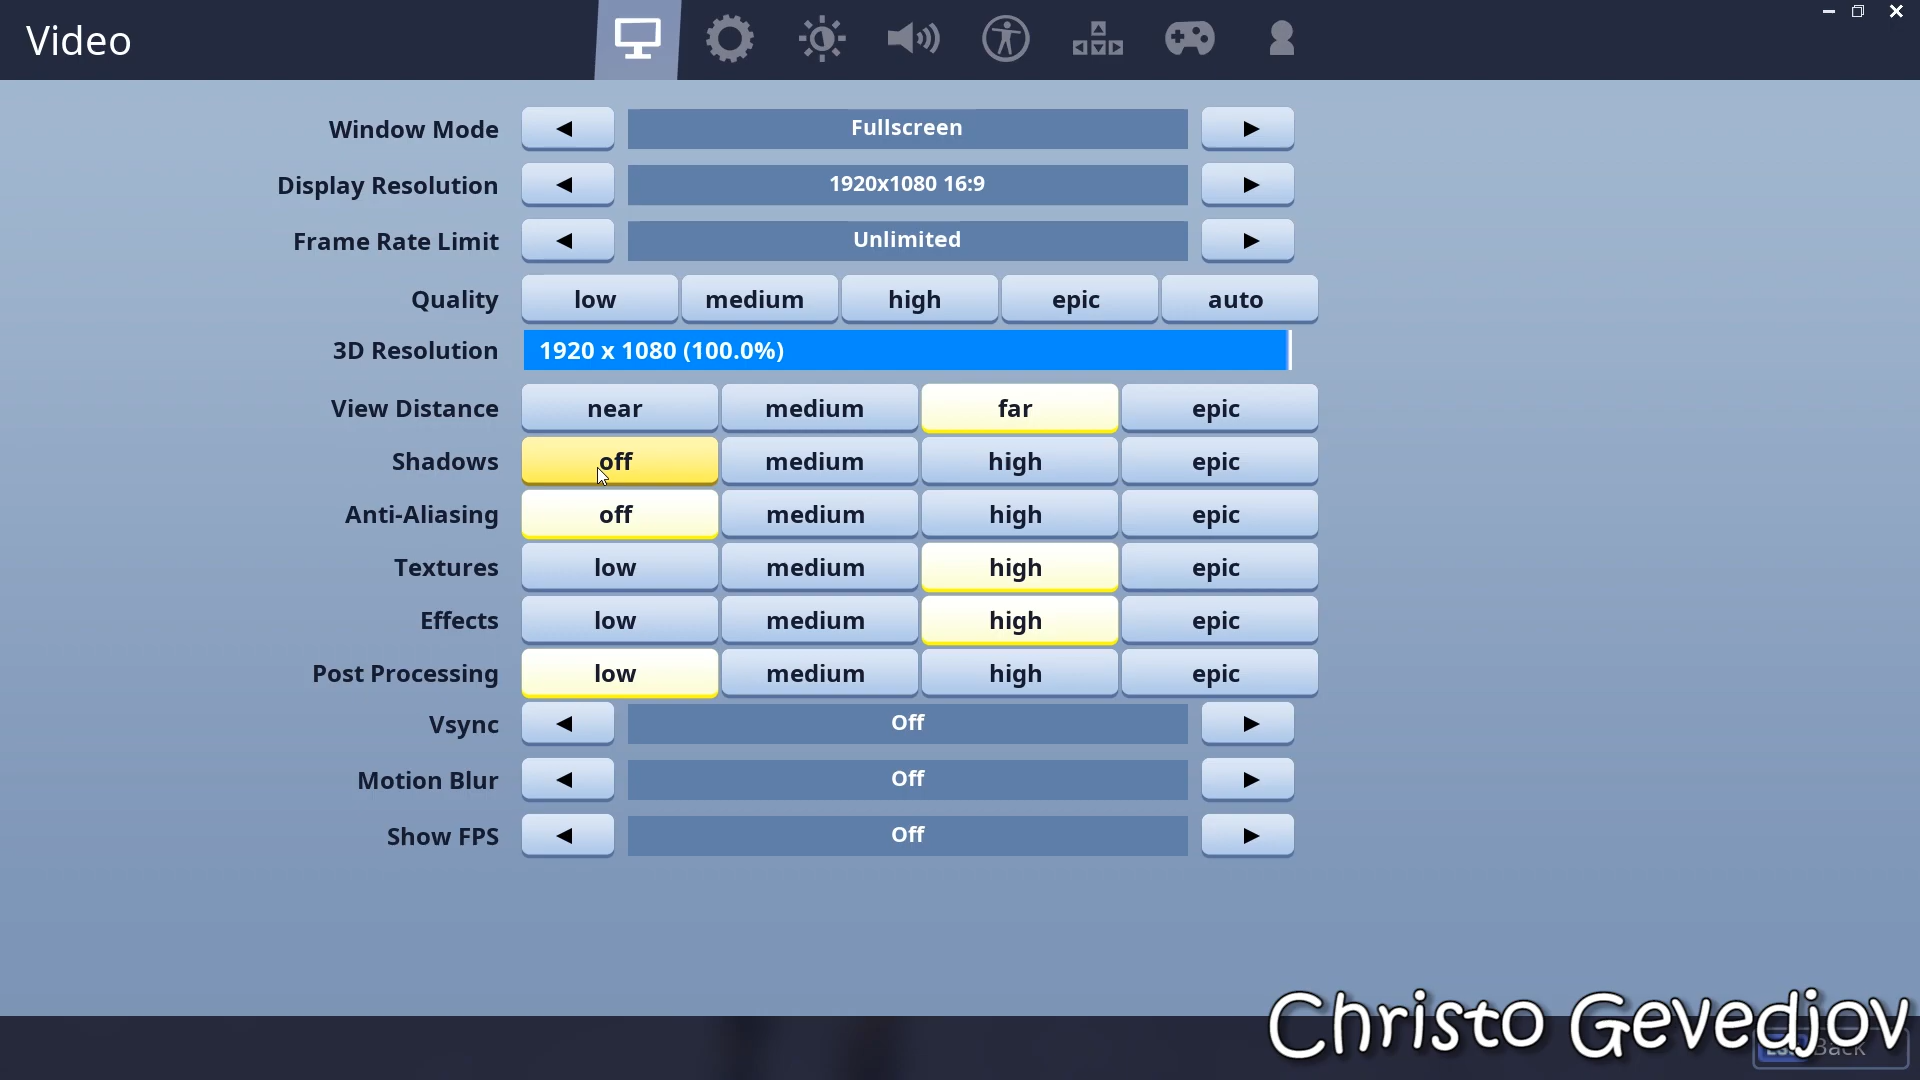 Video
Window Mode ◄ Fullscreen ►
Display Resolution ◄ 1920x1080 16:9 ►
Frame Rate Limit ◄ Unlimited ►
Quality low medium high epic auto
3D Resolution 1920 x 1080 (100.0%)
View Distance near medium far epic
Shadows off medium high epic
Anti-Aliasing off medium high epic
Textures low medium high epic
Effects low medium high epic
Post Processing low medium high epic
Vsync ◄ Off ►
Motion Blur ◄ Off ►
Show FPS ◄ Off ►
Christo Gevedjov
Back